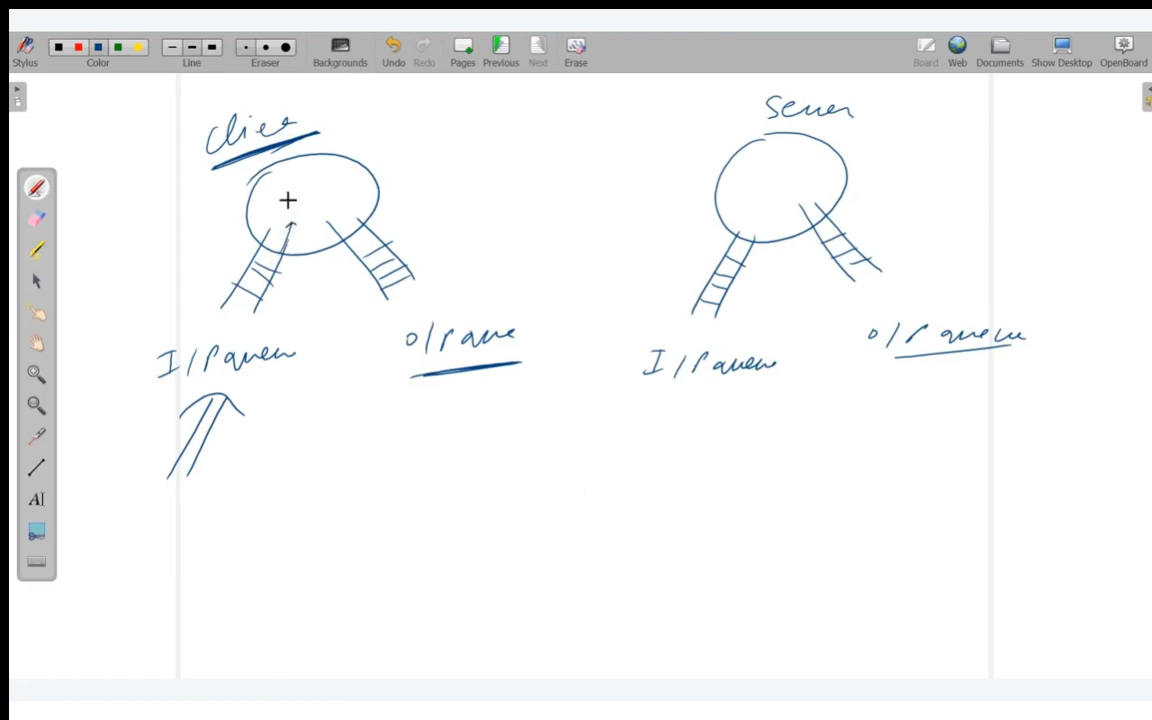 Stylus Color Line Eraser Backgrounds Undo Redo Pages Previous Next Erase Board Web Documents Show Desktop OpenBoard
Client
Server
I/P queue
O/P queue
I/P queue
O/P queue
AI